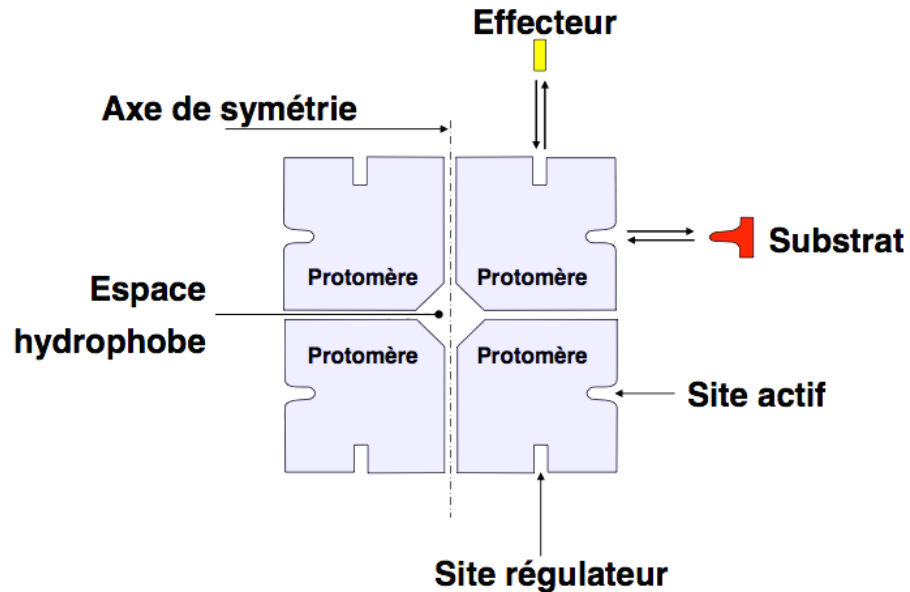 Effecteur
Axe de symétrie
Substrat
Protomère
Protomère
Espace
hydrophobe
Protomère
Protomère
Site actif
Site régulateur